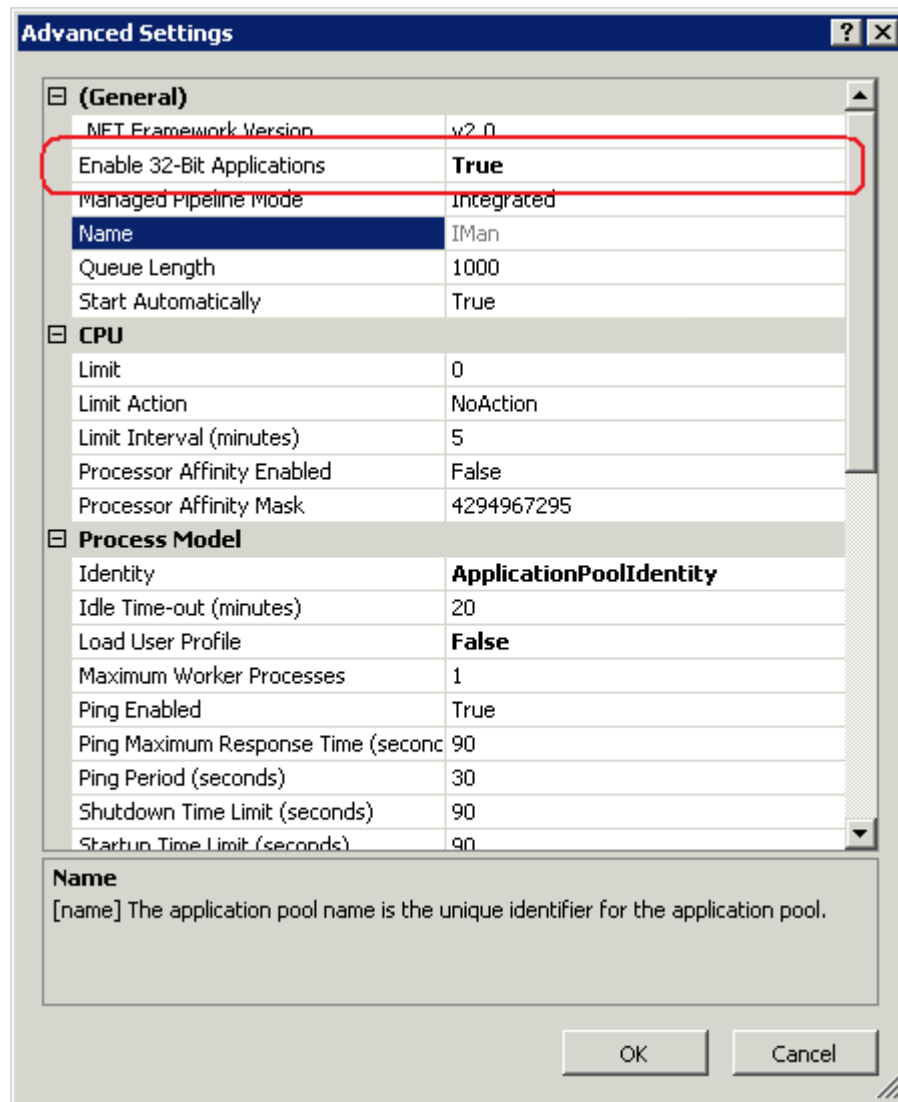 Advanced Settings
(General)
.NET Framework Version v2.0
Enable 32-Bit Applications True
Managed Pipeline Mode Integrated
Name IMan
Queue Length 1000
Start Automatically True
CPU
Limit 0
Limit Action NoAction
Limit Interval (minutes) 5
Processor Affinity Enabled False
Processor Affinity Mask 4294967295
Process Model
Identity ApplicationPoolIdentity
Idle Time-out (minutes) 20
Load User Profile False
Maximum Worker Processes 1
Ping Enabled True
Ping Maximum Response Time (second 90
Ping Period (seconds) 30
Shutdown Time Limit (seconds) 90
Startup Time Limit (seconds) 90
Name
[name] The application pool name is the unique identifier for the application pool.
OK Cancel